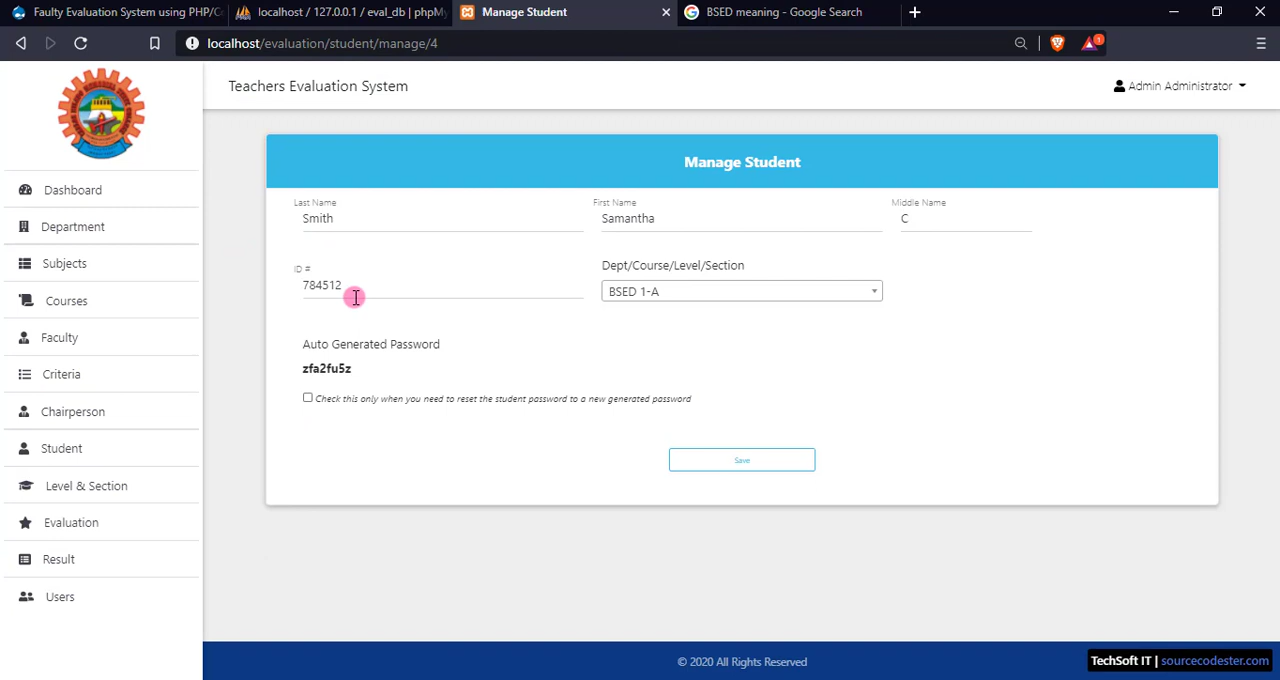 Faulty Evaluation System using PHP/C
localhost / 127.0.0.1 / eval_db | phpMy
Manage Student
BSED meaning - Google Search
localhost/evaluation/student/manage/4
1
Teachers Evaluation System
Admin Administrator
Dashboard
Department
Subjects
Courses
Faculty
Criteria
Chairperson
Student
Level & Section
Evaluation
Result
Users
Manage Student
Last Name
First Name
Middle Name
Smith
Samantha
C
ID #
Dept/Course/Level/Section
784512
BSED 1-A
Auto Generated Password
zfa2fu5z
Check this only when you need to reset the student password to a new generated password
Save
© 2020 All Rights Reserved
TechSoft IT | sourcecodester.com